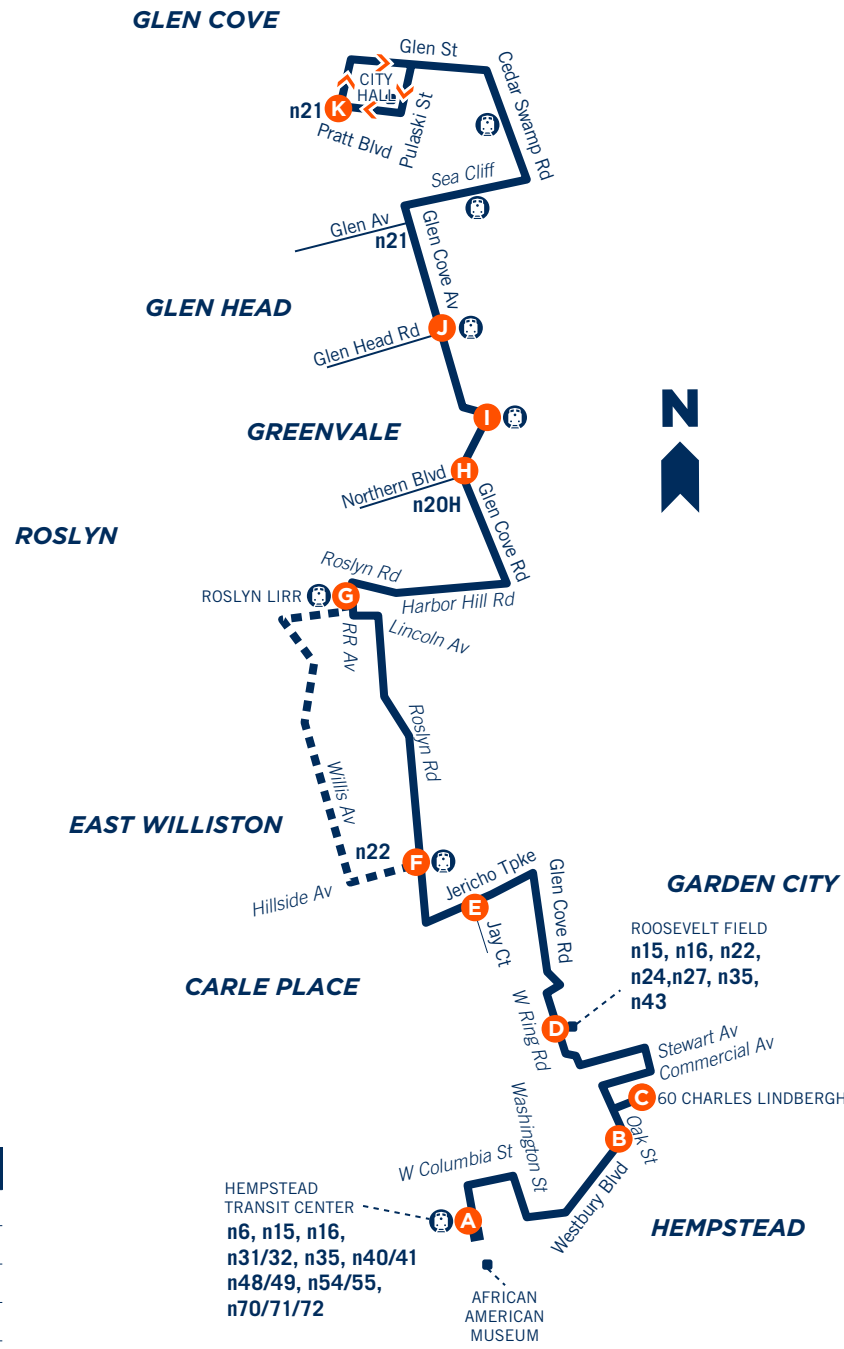 GLEN COVE
Glen St
Cedar Swamp Rd
CITY
HALL
K
n21
Pratt Blvd
Pulaski St
Sea Cliff
Glen Av
n21
Glen Cove Av
GLEN HEAD
J
Glen Head Rd
I
N
GREENVALE
H
Northern Blvd
n20H
Glen Cove Rd
ROSLYN
Roslyn Rd
ROSLYN LIRR
G
Harbor Hill Rd
RR Av
Lincoln Av
Roslyn Rd
Willis Av
EAST WILLISTON
n22
F
Hillside Av
Jericho Tpke
E
Jay Ct
Glen Cove Rd
GARDEN CITY
ROOSEVELT FIELD
n15, n16, n22,
n24,n27, n35,
n43
CARLE PLACE
W Ring Rd
D
Stewart Av
Commercial Av
C
60 CHARLES LINDBERGH
Oak St
B
Washington St
W Columbia St
Westbury Blvd
HEMPSTEAD
TRANSIT CENTER
A
n6, n15, n16,
n31/32, n35, n40/41
n48/49, n54/55,
n70/71/72
HEMPSTEAD
AFRICAN
AMERICAN
MUSEUM